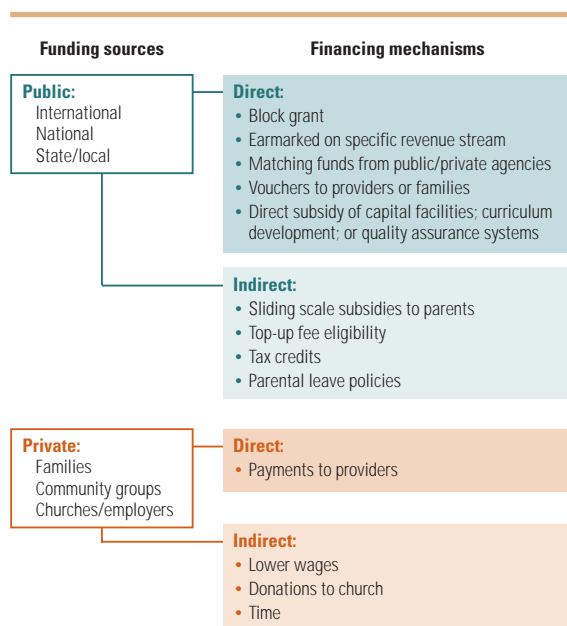 Funding sources
Financing mechanisms
Public:
International
National
State/local
Direct:
• Block grant
• Earmarked on specific revenue stream
• Matching funds from public/private agencies
• Vouchers to providers or families
• Direct subsidy of capital facilities; curriculum
development; or quality assurance systems
Indirect:
• Sliding scale subsidies to parents
• Top-up fee eligibility
• Tax credits
• Parental leave policies
Private:
Families
Community groups
Churches/employers
Direct:
• Payments to providers
Indirect:
• Lower wages
• Donations to church
• Time